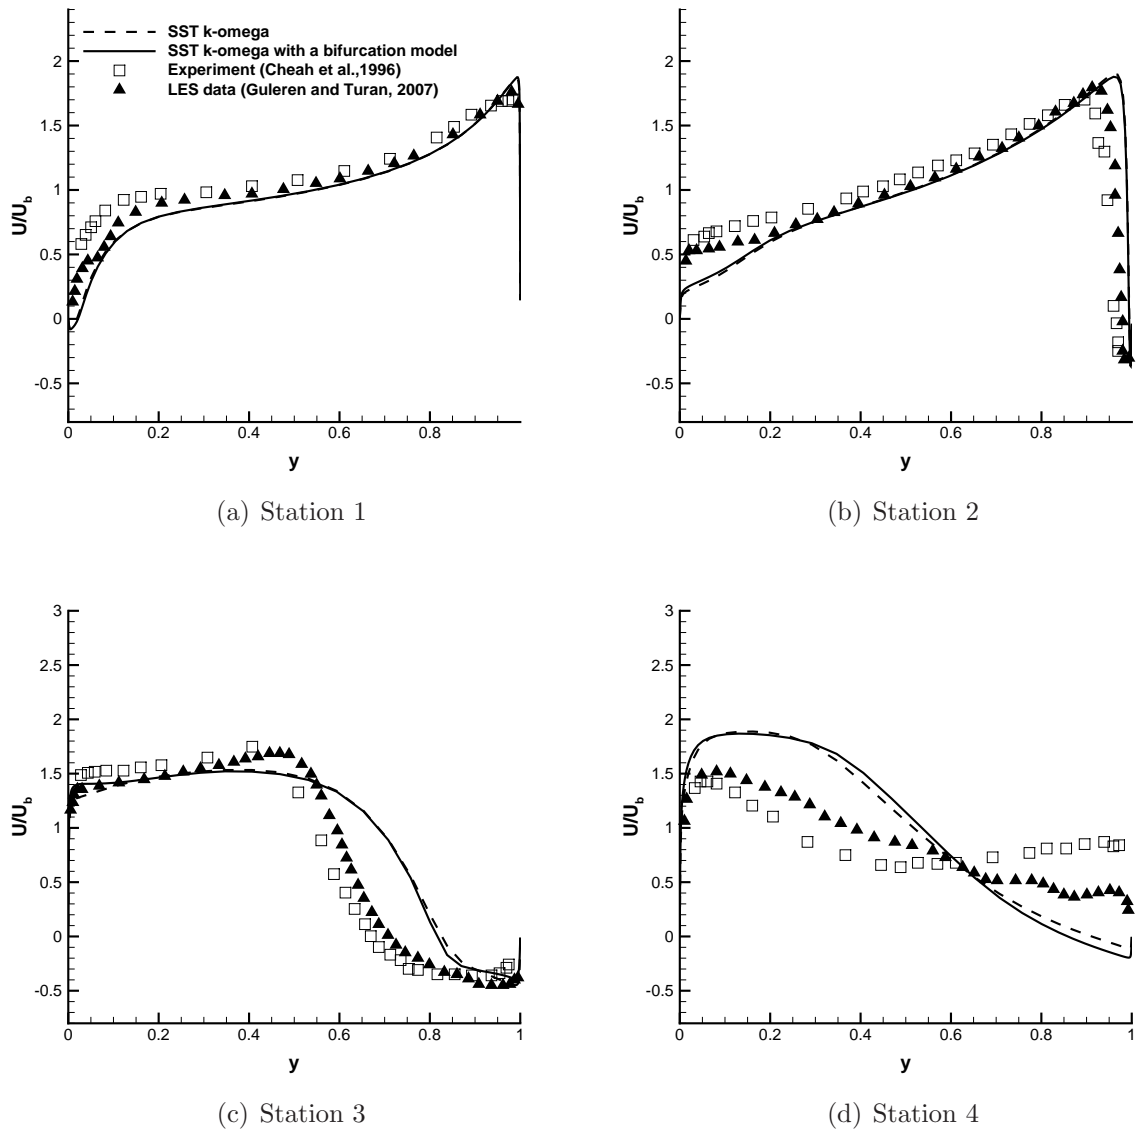 SST k-omega
SST k-omega with a bifurcation model
Experiment (Cheah et al.,1996)
LES data (Guleren and Turan, 2007)
U/U_b
2
1.5
1
0.5
0
-0.5
0 0.2 0.4 0.6 0.8
y
(a) Station 1
U/U_b
2
1.5
1
0.5
0
-0.5
0 0.2 0.4 0.6 0.8 1
y
(b) Station 2
U/U_b
3
2.5
2
1.5
1
0.5
0
-0.5
0 0.2 0.4 0.6 0.8 1
y
(c) Station 3
U/U_b
3
2.5
2
1.5
1
0.5
0
-0.5
0 0.2 0.4 0.6 0.8 1
y
(d) Station 4